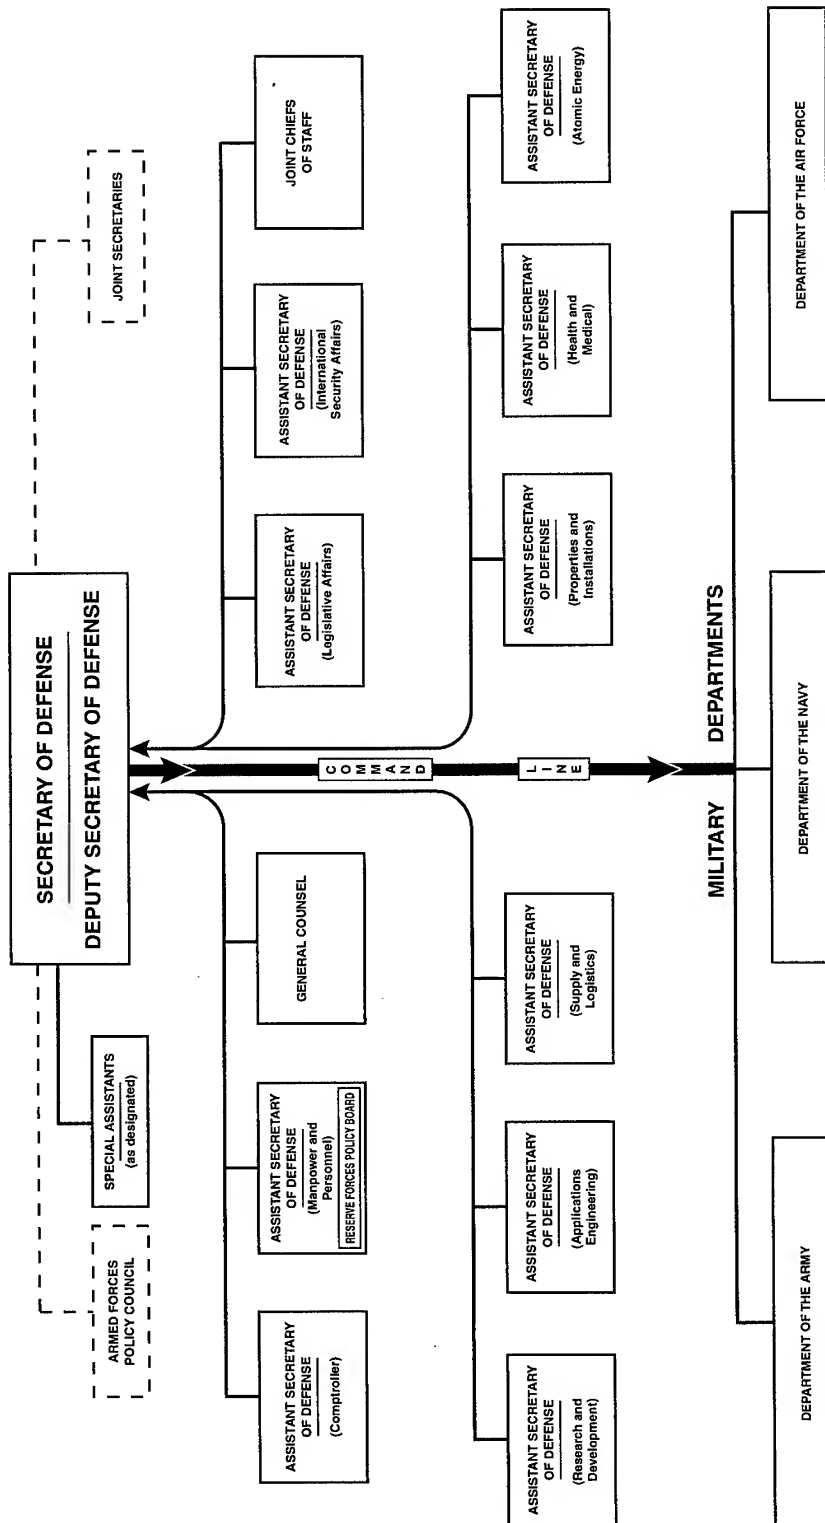 SECRETARY OF DEFENSE
DEPUTY SECRETARY OF DEFENSE
ARMED FORCES
POLICY COUNCIL
SPECIAL ASSISTANTS
(as designated)
JOINT SECRETARIES
ASSISTANT SECRETARY
OF DEFENSE
(Comptroller)
ASSISTANT SECRETARY
OF DEFENSE
(Manpower and
Personnel)
RESERVE FORCES POLICY BOARD
GENERAL COUNSEL
ASSISTANT SECRETARY
OF DEFENSE
(Legislative Affairs)
ASSISTANT SECRETARY
OF DEFENSE
(International
Security Affairs)
JOINT CHIEFS
OF STAFF
COMMAND
LINE
ASSISTANT SECRETARY
OF DEFENSE
(Research and
Development)
ASSISTANT SECRETARY
OF DEFENSE
(Applications
Engineering)
ASSISTANT SECRETARY
OF DEFENSE
(Supply and
Logistics)
ASSISTANT SECRETARY
OF DEFENSE
(Properties and
Installations)
ASSISTANT SECRETARY
OF DEFENSE
(Health and
Medical)
ASSISTANT SECRETARY
OF DEFENSE
(Atomic Energy)
MILITARY DEPARTMENTS
DEPARTMENT OF THE ARMY
DEPARTMENT OF THE NAVY
DEPARTMENT OF THE AIR FORCE